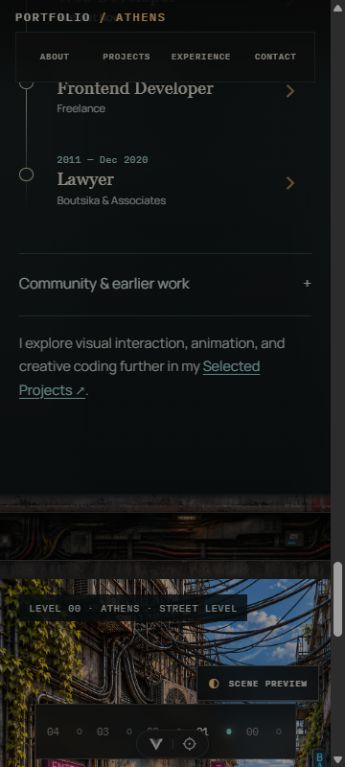 PORTFOLIO / ATHENS
ABOUT PROJECTS EXPERIENCE CONTACT
Frontend Developer
Freelance
2011 — Dec 2020
Lawyer
Boutsika & Associates
Community & earlier work +
I explore visual interaction, animation, and
creative coding further in my Selected
Projects ↗.
LEVEL 00 · ATHENS · STREET LEVEL
SCENE PREVIEW
04 03 01 00